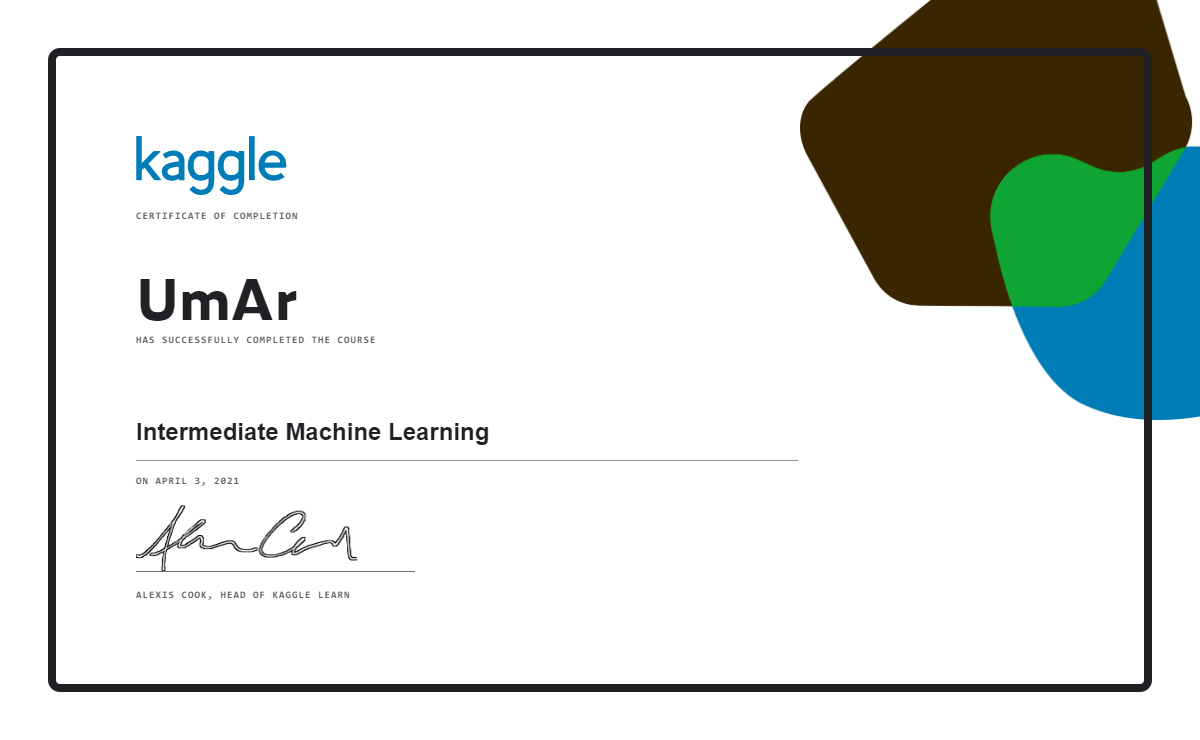 kaggle
CERTIFICATE OF COMPLETION
UmAr
HAS SUCCESSFULLY COMPLETED THE COURSE
Intermediate Machine Learning
ON APRIL 3, 2021
ALEXIS COOK, HEAD OF KAGGLE LEARN